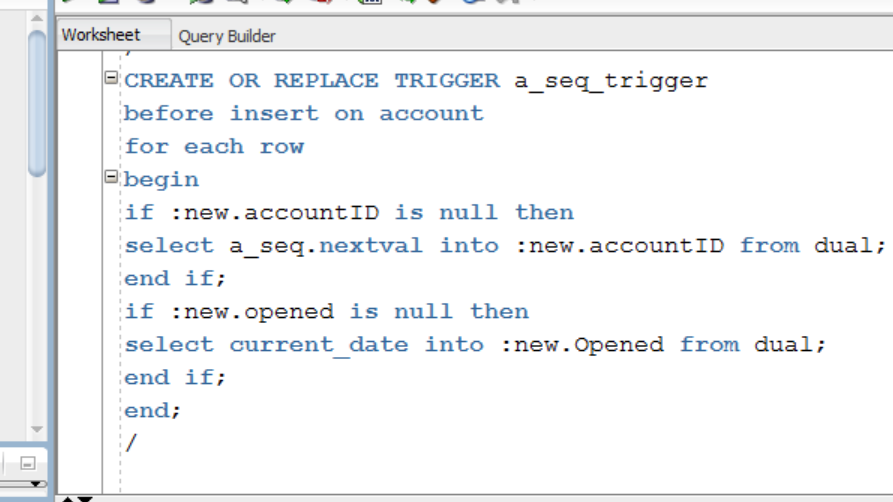 Worksheet Query Builder
/
CREATE OR REPLACE TRIGGER a_seq_trigger
before insert on account
for each row
begin
if :new.accountID is null then
select a_seq.nextval into :new.accountID from dual;
end if;
if :new.opened is null then
select current_date into :new.Opened from dual;
end if;
end;
/